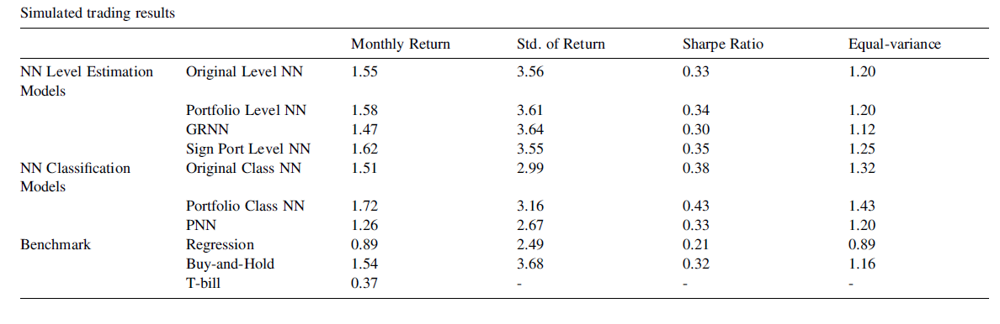 Simulated trading results
Monthly Return Std. of Return Sharpe Ratio Equal-variance
NN Level Estimation Original Level NN 1.55 3.56 0.33 1.20
Models
Portfolio Level NN 1.58 3.61 0.34 1.20
GRNN 1.47 3.64 0.30 1.12
Sign Port Level NN 1.62 3.55 0.35 1.25
NN Classification Original Class NN 1.51 2.99 0.38 1.32
Models
Portfolio Class NN 1.72 3.16 0.43 1.43
PNN 1.26 2.67 0.33 1.20
Benchmark Regression 0.89 2.49 0.21 0.89
Buy-and-Hold 1.54 3.68 0.32 1.16
T-bill 0.37 - - -